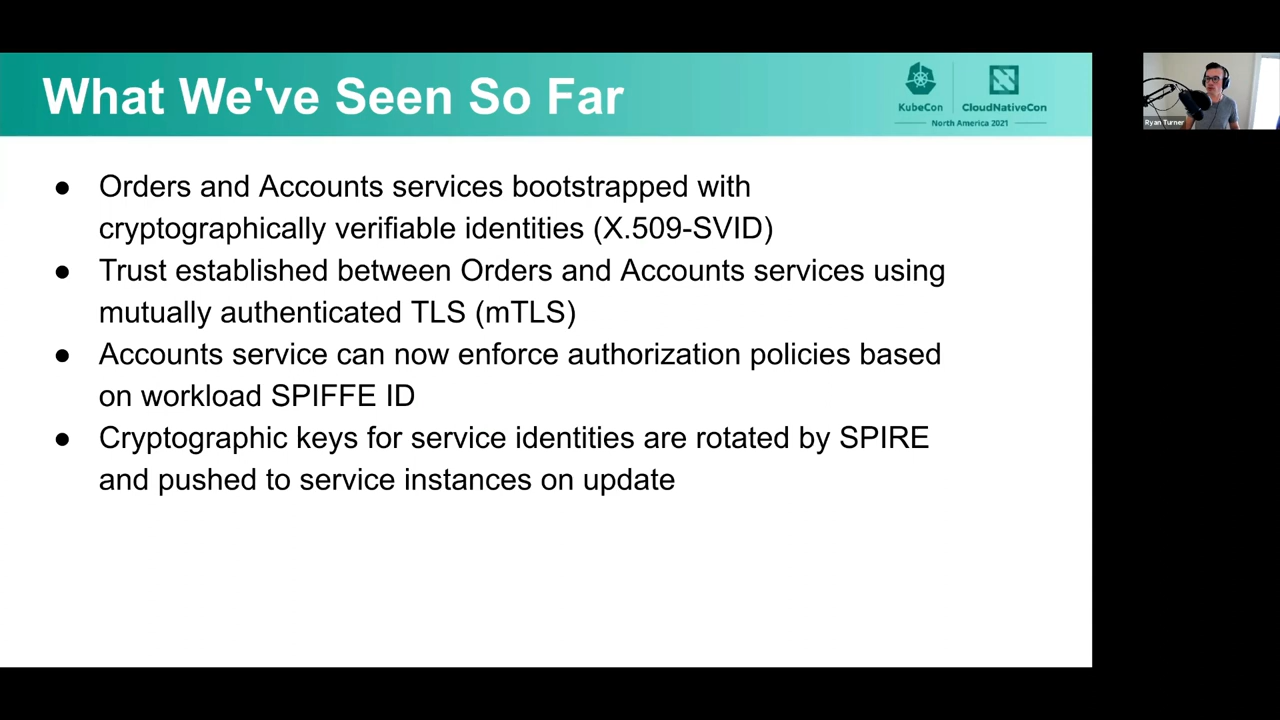 What We've Seen So Far
KubeCon
CloudNativeCon
North America 2021
● Orders and Accounts services bootstrapped with
cryptographically verifiable identities (X.509-SVID)
● Trust established between Orders and Accounts services using
mutually authenticated TLS (mTLS)
● Accounts service can now enforce authorization policies based
on workload SPIFFE ID
● Cryptographic keys for service identities are rotated by SPIRE
and pushed to service instances on update
Ryan Turner